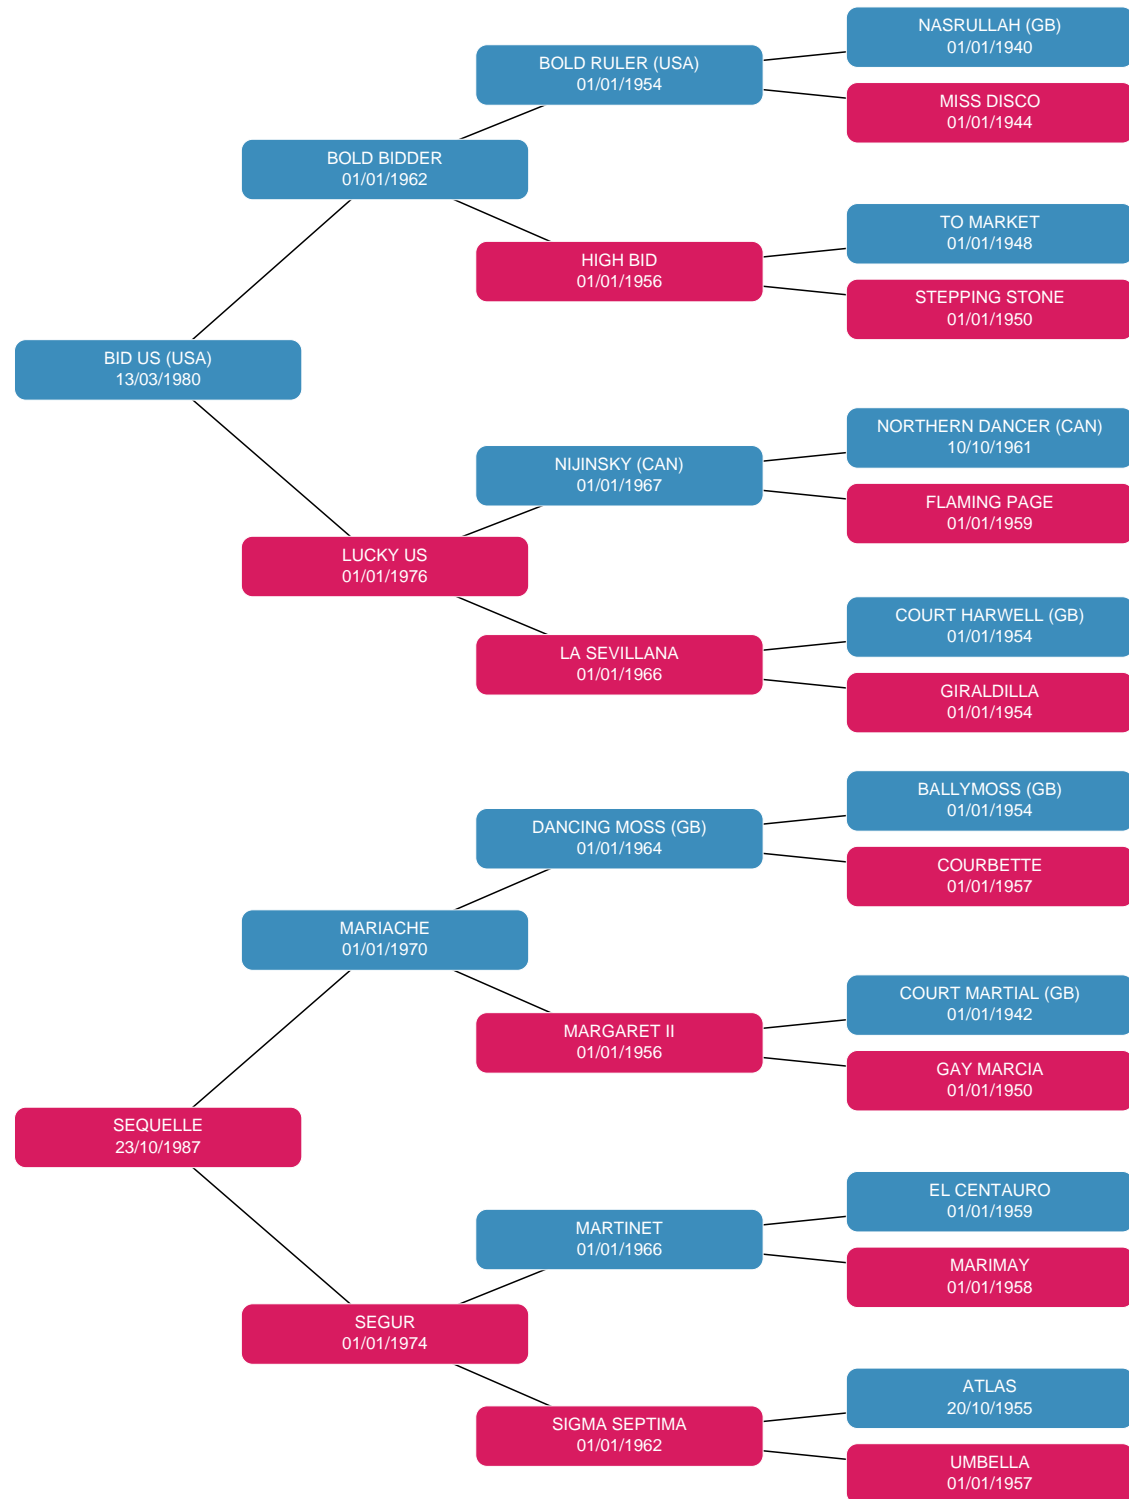 NASRULLAH (GB)
01/01/1940
BOLD RULER (USA)
01/01/1954
MISS DISCO
01/01/1944
BOLD BIDDER
01/01/1962
TO MARKET
01/01/1948
HIGH BID
01/01/1956
STEPPING STONE
01/01/1950
BID US (USA)
13/03/1980
NORTHERN DANCER (CAN)
10/10/1961
NIJINSKY (CAN)
01/01/1967
FLAMING PAGE
01/01/1959
LUCKY US
01/01/1976
COURT HARWELL (GB)
01/01/1954
LA SEVILLANA
01/01/1966
GIRALDILLA
01/01/1954
BALLYMOSS (GB)
01/01/1954
DANCING MOSS (GB)
01/01/1964
COURBETTE
01/01/1957
MARIACHE
01/01/1970
COURT MARTIAL (GB)
01/01/1942
MARGARET II
01/01/1956
GAY MARCIA
01/01/1950
SEQUELLE
23/10/1987
EL CENTAURO
01/01/1959
MARTINET
01/01/1966
MARIMAY
01/01/1958
SEGUR
01/01/1974
ATLAS
20/10/1955
SIGMA SEPTIMA
01/01/1962
UMBELLA
01/01/1957